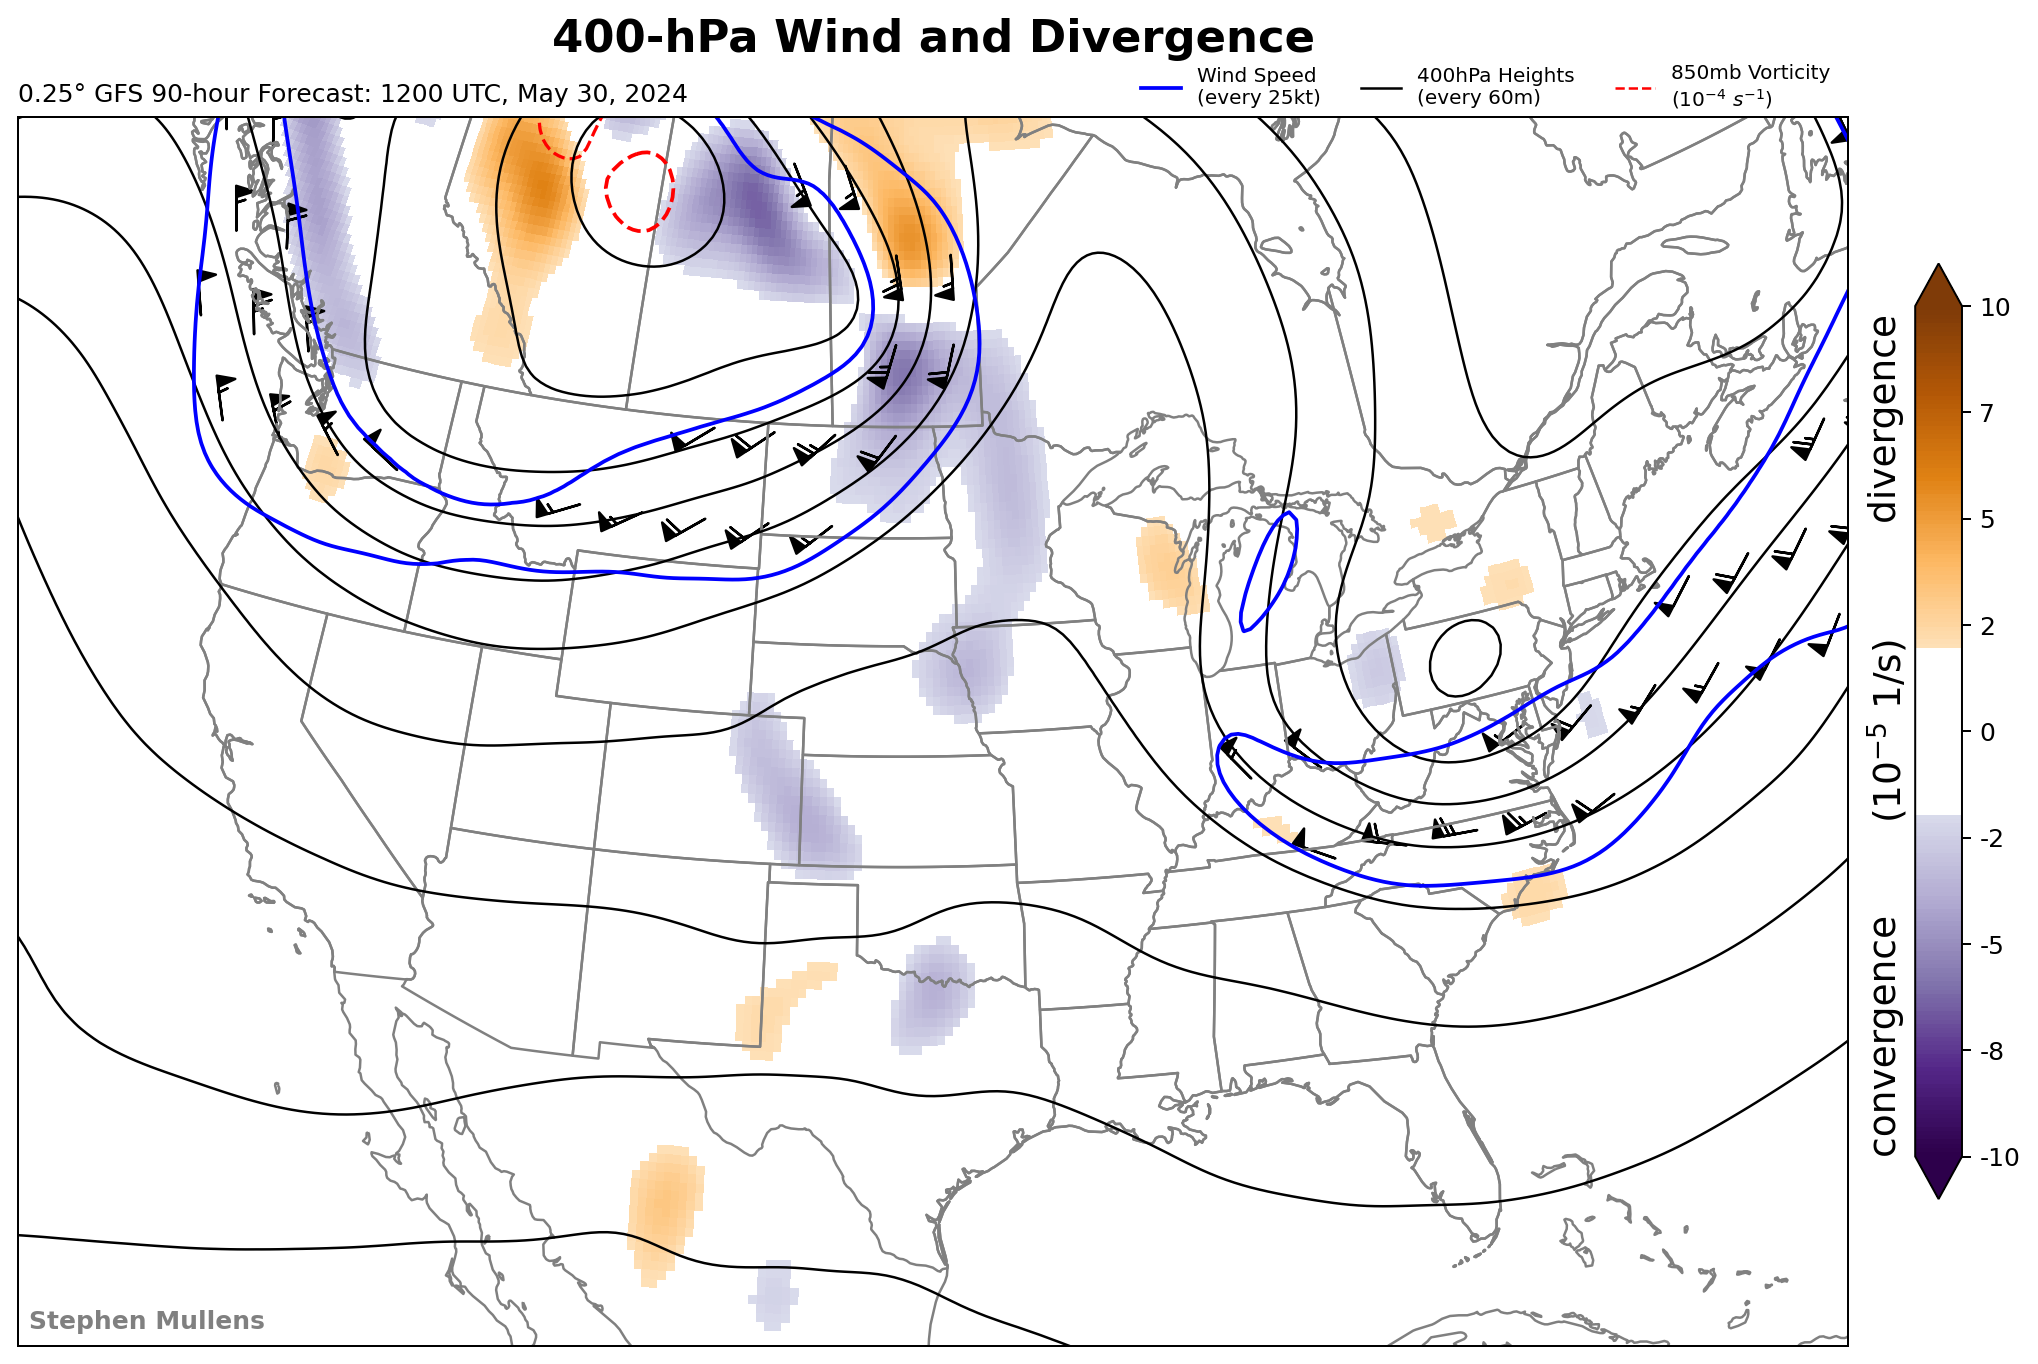 400-hPa Wind and Divergence
0.25° GFS 90-hour Forecast: 1200 UTC, May 30, 2024
Wind Speed
(every 25kt)
400hPa Heights
(every 60m)
850mb Vorticity
(10⁻⁴ s⁻¹)
10
7
5
2
0
-2
-5
-8
-10
convergence (10⁻⁵ 1/s) divergence
Stephen Mullens